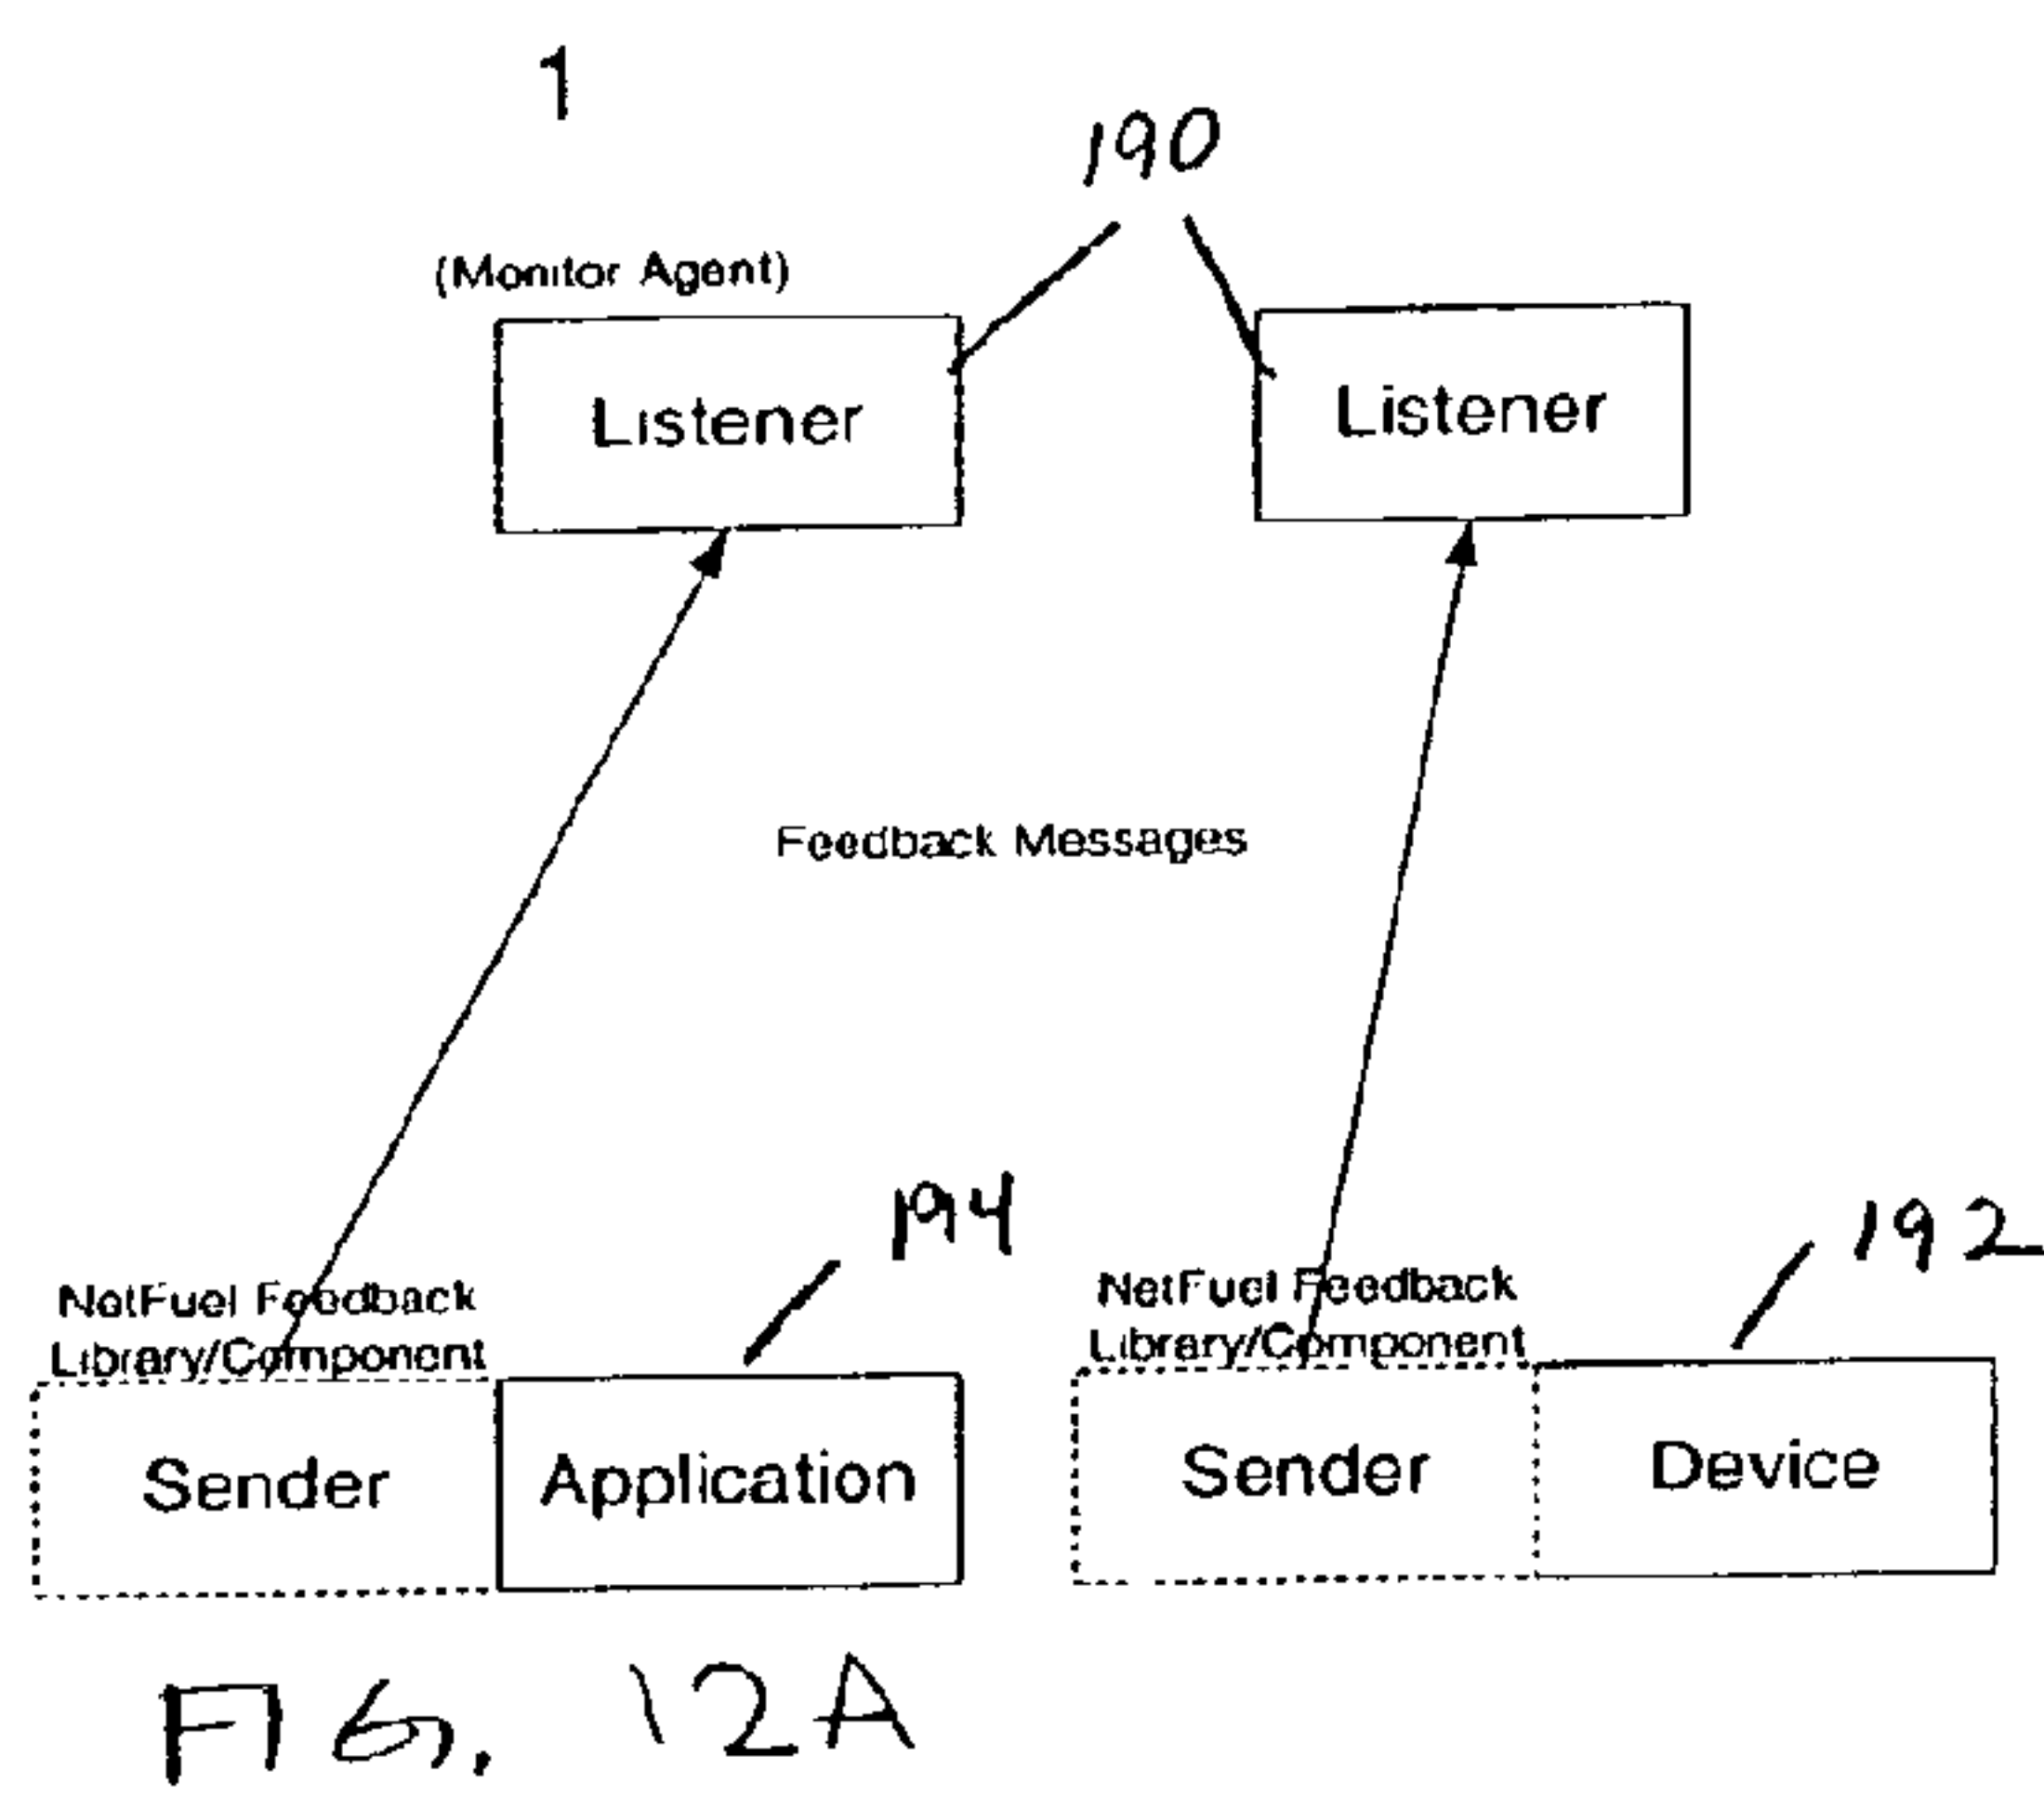 1
190
(Monitor Agent)
Listener
Listener
Feedback Messages
194
192
NetFuel Feedback
Library/Component
NetFuel Feedback
Library/Component
Sender
Application
Sender
Device
FIG. 12A